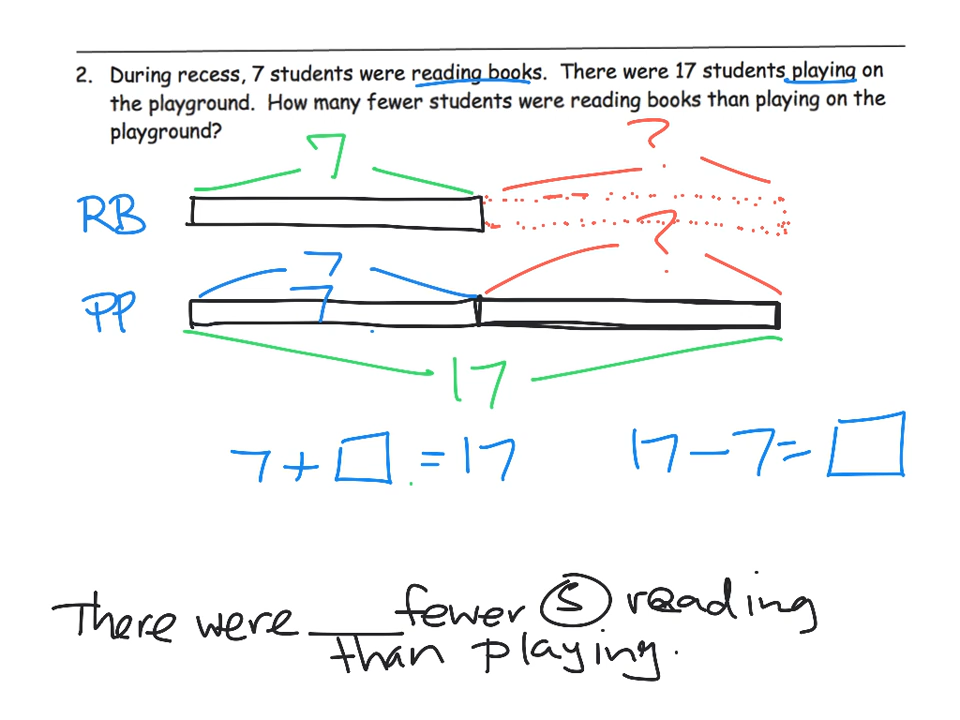 2. During recess, 7 students were reading books. There were 17 students playing on
the playground. How many fewer students were reading books than playing on the
playground?
7 ?
RB
7 ?
PP 7
17
7 + □ = 17 17 - 7 = □
There were ___ fewer Ⓢ reading
than playing.